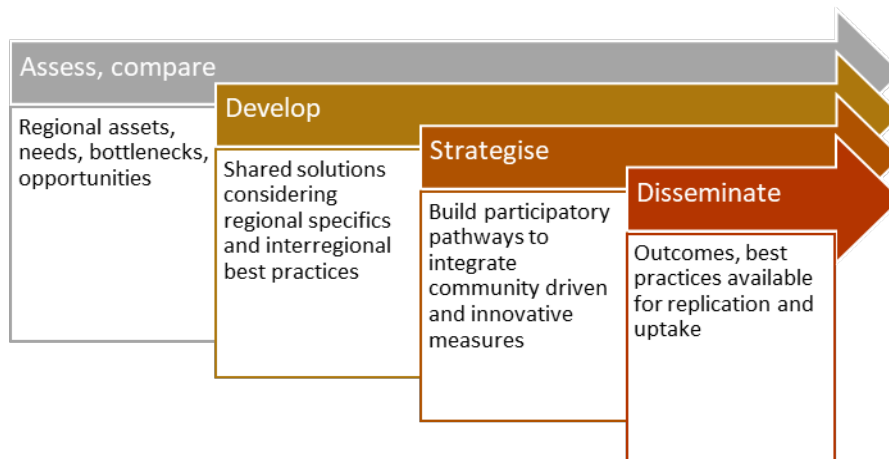 Assess, compare
Regional assets,
needs, bottlenecks,
opportunities
Develop
Shared solutions
considering
regional specifics
and interregional
best practices
Strategise
Build participatory
pathways to
integrate
community driven
and innovative
measures
Disseminate
Outcomes, best
practices available
for replication and
uptake